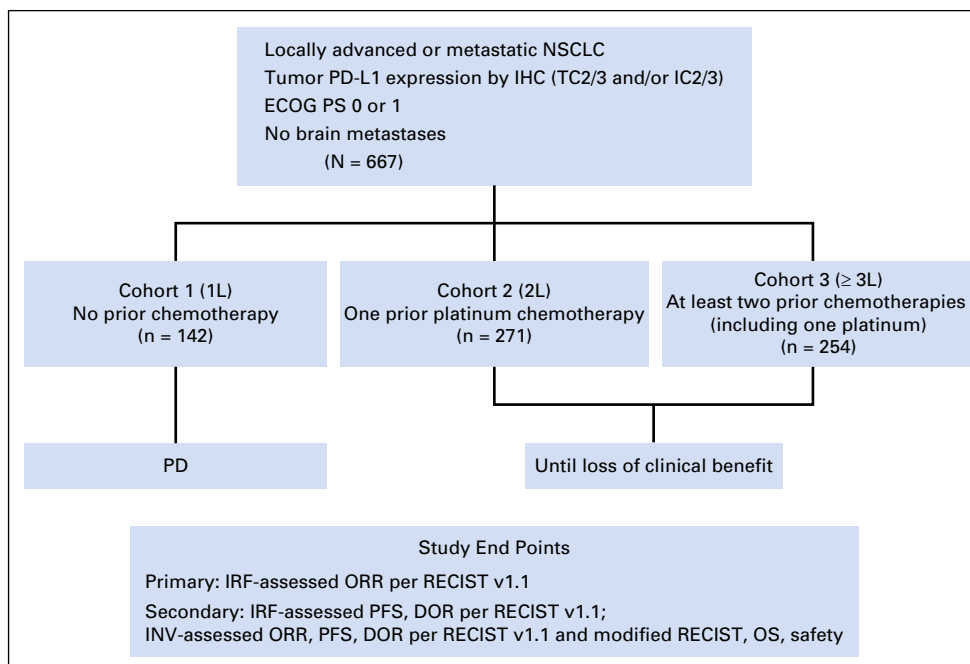 Locally advanced or metastatic NSCLC
Tumor PD-L1 expression by IHC (TC2/3 and/or IC2/3)
ECOG PS 0 or 1
No brain metastases
(N = 667)
Cohort 1 (1L)
No prior chemotherapy
(n = 142)
Cohort 2 (2L)
One prior platinum chemotherapy
(n = 271)
Cohort 3 (≥ 3L)
At least two prior chemotherapies
(including one platinum)
(n = 254)
PD
Until loss of clinical benefit
Study End Points
Primary: IRF-assessed ORR per RECIST v1.1
Secondary: IRF-assessed PFS, DOR per RECIST v1.1;
INV-assessed ORR, PFS, DOR per RECIST v1.1 and modified RECIST, OS, safety